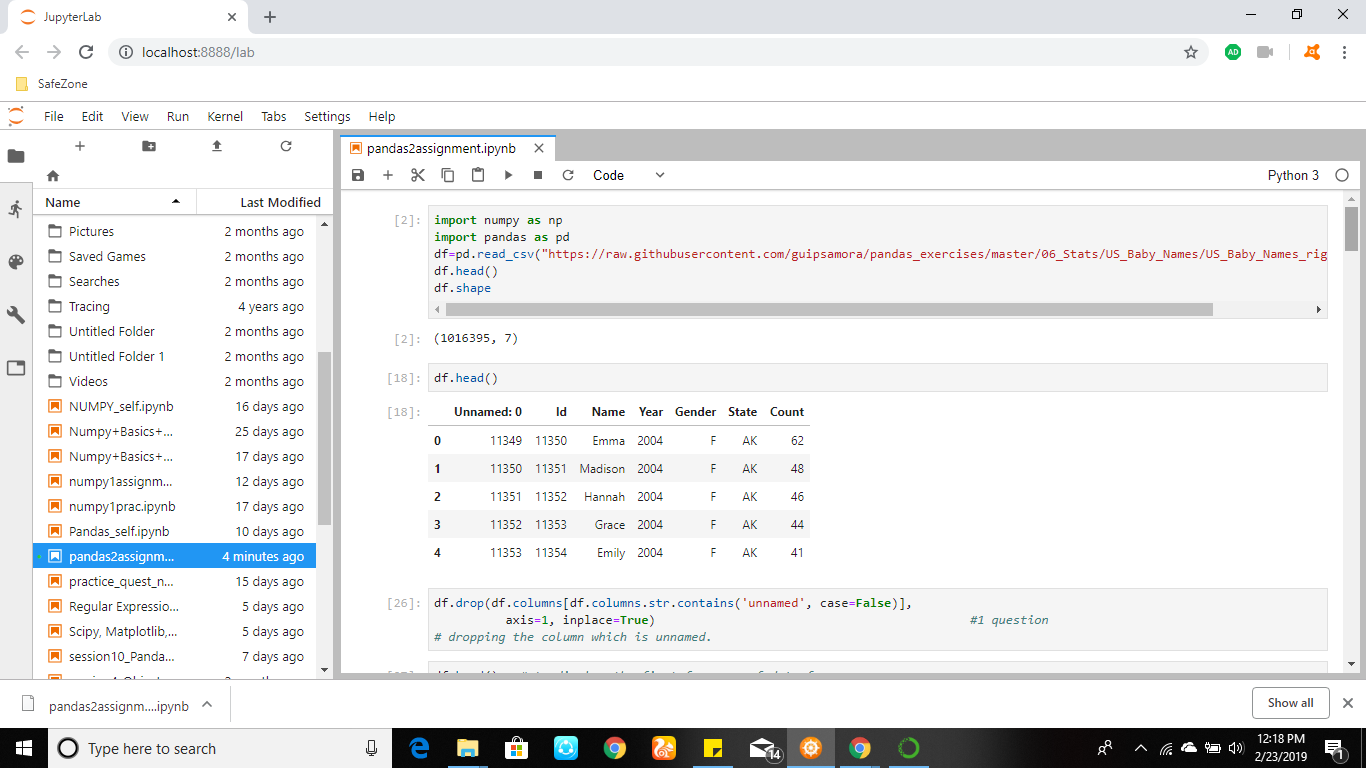 JupyterLab
localhost:8888/lab
AD
SafeZone
File Edit View Run Kernel Tabs Settings Help
pandas2assignment.ipynb
Code
Python 3
Name Last Modified
Pictures 2 months ago
Saved Games 2 months ago
Searches 2 months ago
Tracing 4 years ago
Untitled Folder 2 months ago
Untitled Folder 1 2 months ago
Videos 2 months ago
NUMPY_self.ipynb 16 days ago
Numpy+Basics+... 25 days ago
Numpy+Basics+... 17 days ago
numpy1assignm... 12 days ago
numpy1prac.ipynb 17 days ago
Pandas_self.ipynb 10 days ago
pandas2assignm... 4 minutes ago
practice_quest_n... 15 days ago
Regular Expressio... 5 days ago
Scipy, Matplotlib,... 5 days ago
session10_Panda... 7 days ago
[2]: import numpy as np
import pandas as pd
df=pd.read_csv("https://raw.githubusercontent.com/guipsamora/pandas_exercises/master/06_Stats/US_Baby_Names/US_Baby_Names_rig
df.head()
df.shape
[2]: (1016395, 7)
[18]: df.head()
[18]: Unnamed: 0 Id Name Year Gender State Count
0 11349 11350 Emma 2004 F AK 62
1 11350 11351 Madison 2004 F AK 48
2 11351 11352 Hannah 2004 F AK 46
3 11352 11353 Grace 2004 F AK 44
4 11353 11354 Emily 2004 F AK 41
[26]: df.drop(df.columns[df.columns.str.contains('unnamed', case=False)],
axis=1, inplace=True) #1 question
# dropping the column which is unnamed.
pandas2assignm....ipynb
Show all
Type here to search
14
12:18 PM
2/23/2019
1